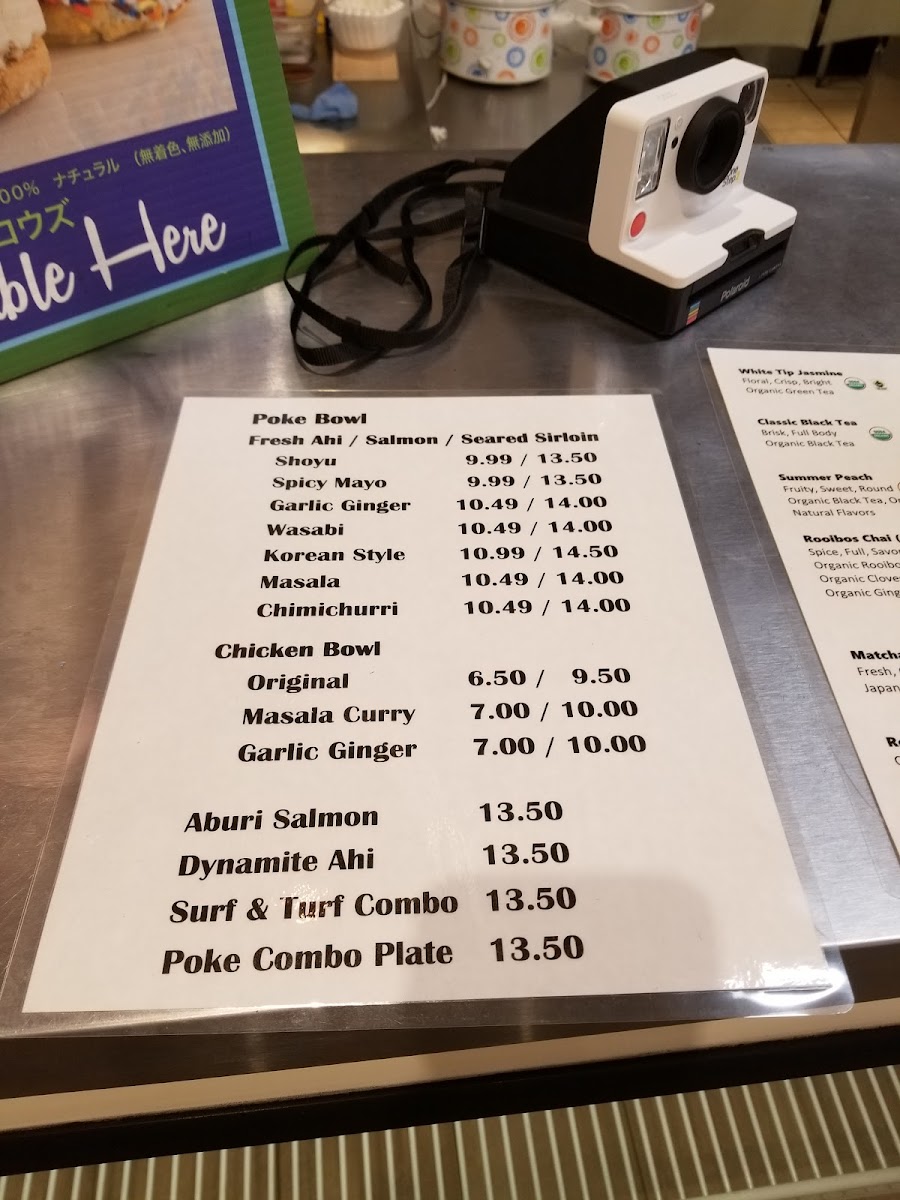 00% ナチュラル (無着色、無添加)
コウズ
ble Here
Polaroid
Poke Bowl
Fresh Ahi / Salmon / Seared Sirloin
Shoyu 9.99 / 13.50
Spicy Mayo 9.99 / 13.50
Garlic Ginger 10.49 / 14.00
Wasabi 10.49 / 14.00
Korean Style 10.99 / 14.50
Masala 10.49 / 14.00
Chimichurri 10.49 / 14.00
Chicken Bowl
Original 6.50 / 9.50
Masala Curry 7.00 / 10.00
Garlic Ginger 7.00 / 10.00
Aburi Salmon 13.50
Dynamite Ahi 13.50
Surf & Turf Combo 13.50
Poke Combo Plate 13.50
White Tip Jasmine
Floral, Crisp, Bright
Organic Green Tea
Classic Black Tea
Brisk, Full Body
Organic Black Tea
Summer Peach
Fruity, Sweet, Round
Organic Black Tea, Or
Natural Flavors
Rooibos Chai (
Spice, Full, Savo
Organic Rooibo
Organic Clove
Organic Ging
Matcha
Fresh,
Japan